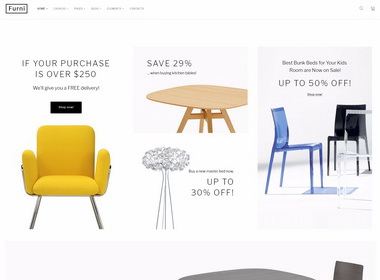 Furni
HOME
CATALOG
PAGES
BLOG
ELEMENTS
CONTACTS
IF YOUR PURCHASE
IS OVER $250
We'll give you a FREE delivery!
Shop now!
SAVE 29%
... when buying kitchen tables!
Buy a new master bed now
UP TO
30% OFF!
Best Bunk Beds for Your Kids
Room are Now on Sale!
UP TO 50% OFF!
Shop now!